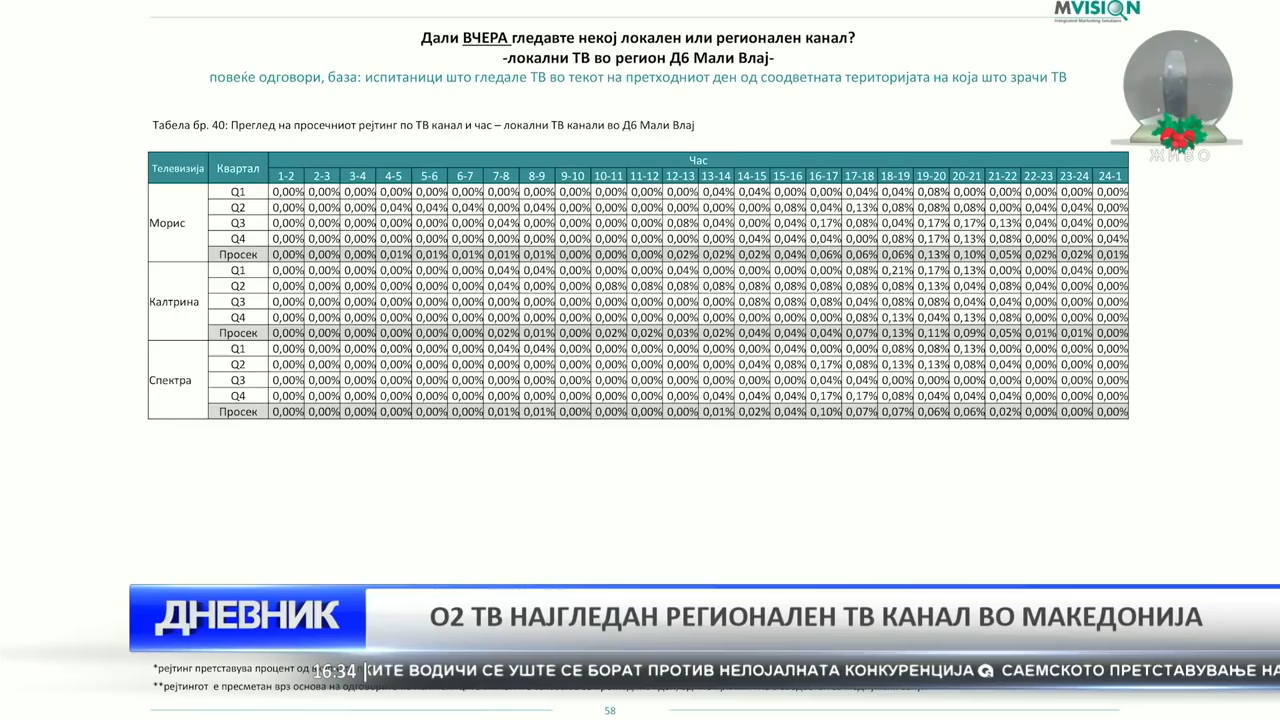 MVISION
Integrated Marketing Solutions
Дали ВЧЕРА гледавте некој локален или регионален канал?
-локални ТВ во регион Д6 Мали Влај-
повеќе одговори, база: испитаници што гледале ТВ во текот на претходниот ден од соодветната територијата на која што зрачи ТВ
ЖИВО
Табела бр. 40: Преглед на просечниот рејтинг по ТВ канал и час – локални ТВ канали во Д6 Мали Влај
Телевизија Квартал Час
1-2 2-3 3-4 4-5 5-6 6-7 7-8 8-9 9-10 10-11 11-12 12-13 13-14 14-15 15-16 16-17 17-18 18-19 19-20 20-21 21-22 22-23 23-24 24-1
Морис
Q1 0,00% 0,00% 0,00% 0,00% 0,00% 0,00% 0,00% 0,00% 0,00% 0,00% 0,00% 0,00% 0,04% 0,04% 0,00% 0,00% 0,04% 0,04% 0,08% 0,00% 0,00% 0,00% 0,00% 0,00%
Q2 0,00% 0,00% 0,00% 0,04% 0,04% 0,04% 0,00% 0,04% 0,00% 0,00% 0,00% 0,00% 0,00% 0,00% 0,08% 0,04% 0,13% 0,08% 0,08% 0,08% 0,00% 0,04% 0,04% 0,00%
Q3 0,00% 0,00% 0,00% 0,00% 0,00% 0,00% 0,04% 0,00% 0,00% 0,00% 0,00% 0,08% 0,04% 0,00% 0,04% 0,17% 0,08% 0,04% 0,17% 0,17% 0,13% 0,04% 0,04% 0,00%
Q4 0,00% 0,00% 0,00% 0,00% 0,00% 0,00% 0,00% 0,00% 0,00% 0,00% 0,00% 0,00% 0,00% 0,04% 0,04% 0,04% 0,00% 0,08% 0,17% 0,13% 0,08% 0,00% 0,00% 0,04%
Просек 0,00% 0,00% 0,00% 0,01% 0,01% 0,01% 0,01% 0,01% 0,00% 0,00% 0,00% 0,02% 0,02% 0,02% 0,04% 0,06% 0,06% 0,06% 0,13% 0,10% 0,05% 0,02% 0,02% 0,01%
Калтрина
Q1 0,00% 0,00% 0,00% 0,00% 0,00% 0,00% 0,04% 0,04% 0,00% 0,00% 0,00% 0,04% 0,00% 0,00% 0,00% 0,00% 0,08% 0,21% 0,17% 0,13% 0,00% 0,00% 0,04% 0,00%
Q2 0,00% 0,00% 0,00% 0,00% 0,00% 0,00% 0,04% 0,00% 0,00% 0,08% 0,08% 0,08% 0,08% 0,08% 0,08% 0,08% 0,08% 0,08% 0,13% 0,04% 0,08% 0,04% 0,00% 0,00%
Q3 0,00% 0,00% 0,00% 0,00% 0,00% 0,00% 0,00% 0,00% 0,00% 0,00% 0,00% 0,00% 0,00% 0,08% 0,08% 0,08% 0,04% 0,08% 0,08% 0,04% 0,04% 0,00% 0,00% 0,00%
Q4 0,00% 0,00% 0,00% 0,00% 0,00% 0,00% 0,00% 0,00% 0,00% 0,00% 0,00% 0,00% 0,00% 0,00% 0,00% 0,00% 0,08% 0,13% 0,04% 0,13% 0,08% 0,00% 0,00% 0,00%
Просек 0,00% 0,00% 0,00% 0,00% 0,00% 0,00% 0,02% 0,01% 0,00% 0,02% 0,02% 0,03% 0,02% 0,04% 0,04% 0,04% 0,07% 0,13% 0,11% 0,09% 0,05% 0,01% 0,01% 0,00%
Спектра
Q1 0,00% 0,00% 0,00% 0,00% 0,00% 0,00% 0,04% 0,04% 0,00% 0,00% 0,00% 0,00% 0,00% 0,00% 0,04% 0,00% 0,00% 0,08% 0,08% 0,13% 0,00% 0,00% 0,00% 0,00%
Q2 0,00% 0,00% 0,00% 0,00% 0,00% 0,00% 0,00% 0,00% 0,00% 0,00% 0,00% 0,00% 0,00% 0,04% 0,08% 0,17% 0,08% 0,13% 0,13% 0,08% 0,04% 0,00% 0,00% 0,00%
Q3 0,00% 0,00% 0,00% 0,00% 0,00% 0,00% 0,00% 0,00% 0,00% 0,00% 0,00% 0,00% 0,00% 0,00% 0,00% 0,04% 0,04% 0,00% 0,00% 0,00% 0,00% 0,00% 0,00% 0,00%
Q4 0,00% 0,00% 0,00% 0,00% 0,00% 0,00% 0,00% 0,00% 0,00% 0,00% 0,00% 0,00% 0,04% 0,04% 0,04% 0,17% 0,17% 0,08% 0,04% 0,04% 0,04% 0,00% 0,00% 0,00%
Просек 0,00% 0,00% 0,00% 0,00% 0,00% 0,00% 0,01% 0,01% 0,00% 0,00% 0,00% 0,00% 0,01% 0,02% 0,04% 0,10% 0,07% 0,07% 0,06% 0,06% 0,02% 0,00% 0,00% 0,00%
ДНЕВНИК О2 ТВ НАЈГЛЕДАН РЕГИОНАЛЕН ТВ КАНАЛ ВО МАКЕДОНИЈА
*рејтинг претставува процент од
16:34 ИТЕ ВОДИЧИ СЕ УШТЕ СЕ БОРАТ ПРОТИВ НЕЛОЈАЛНАТА КОНКУРЕНЦИЈА САЕМСКОТО ПРЕТСТАВУВАЊЕ НА
**рејтингот е пресметан врз основа на одговори
58